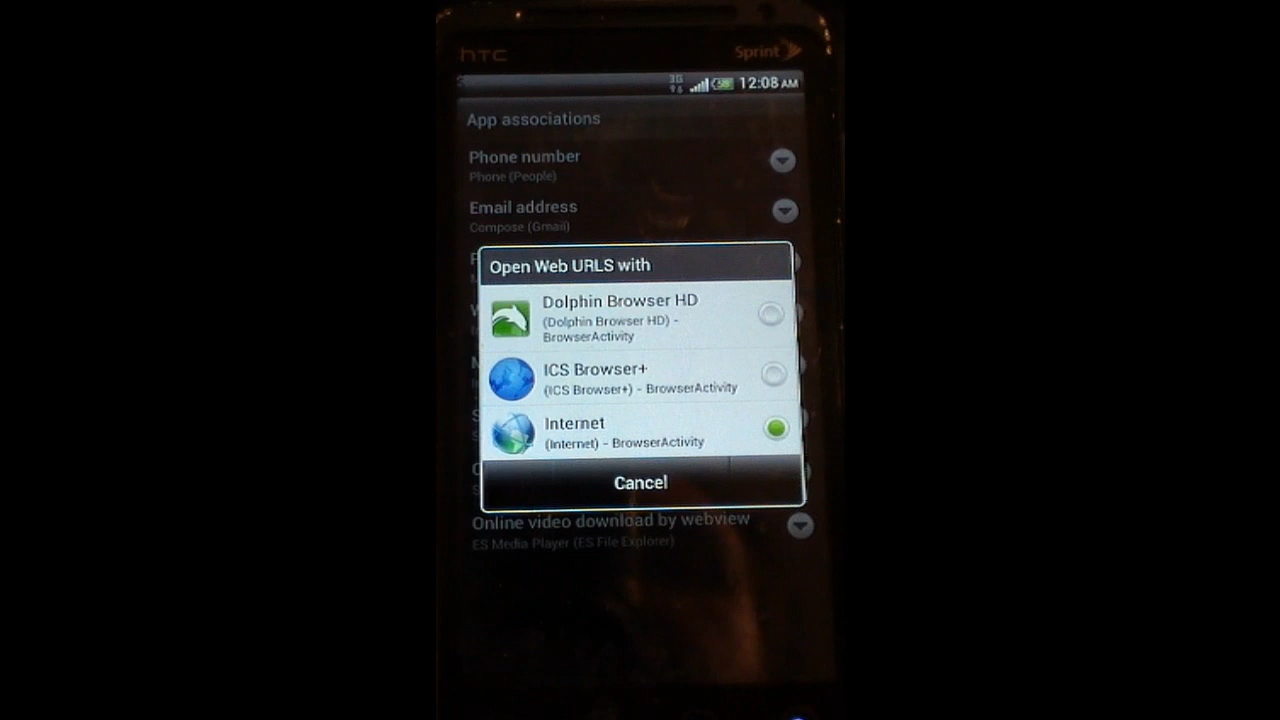 hTC
Sprint
3G
12:08 AM
App associations
Phone number
Phone (People)
Email address
Compose (Gmail)
Open Web URLS with
Dolphin Browser HD
(Dolphin Browser HD) -
BrowserActivity
ICS Browser+
(ICS Browser+) - BrowserActivity
Internet
(Internet) - BrowserActivity
Cancel
Online video download by webview
ES Media Player (ES File Explorer)